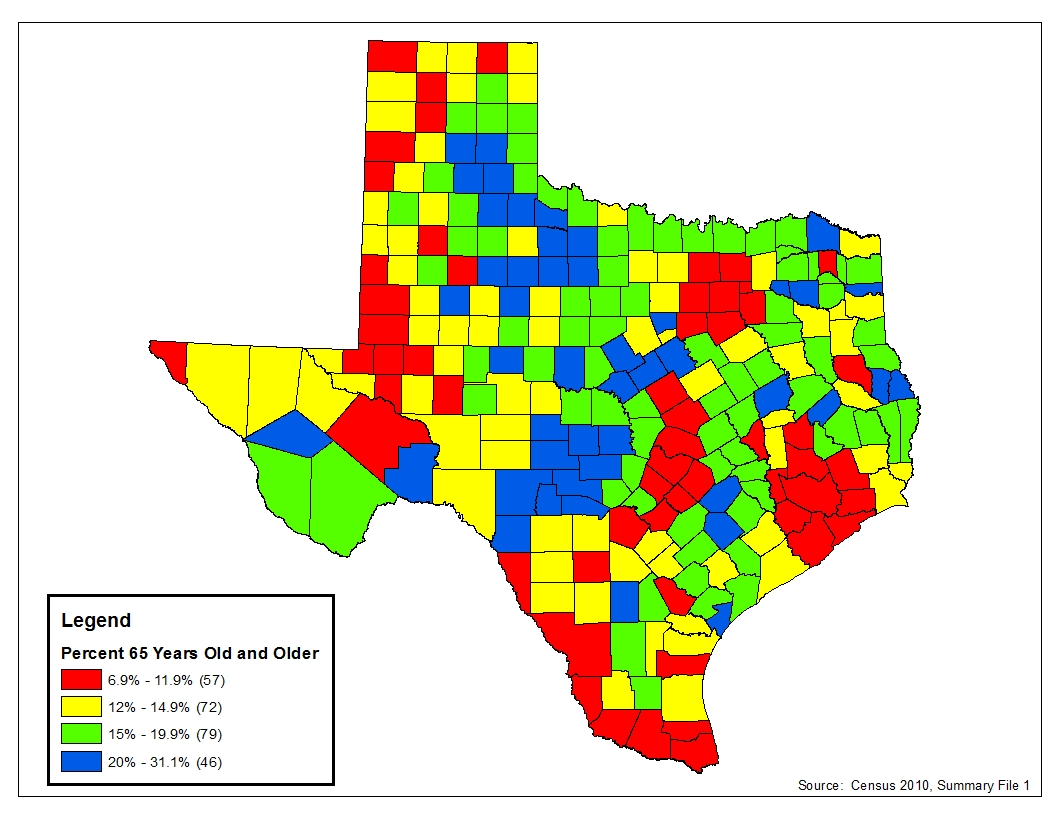 Legend
Percent 65 Years Old and Older
6.9% - 11.9% (57)
12% - 14.9% (72)
15% - 19.9% (79)
20% - 31.1% (46)
Source:  Census 2010, Summary File 1